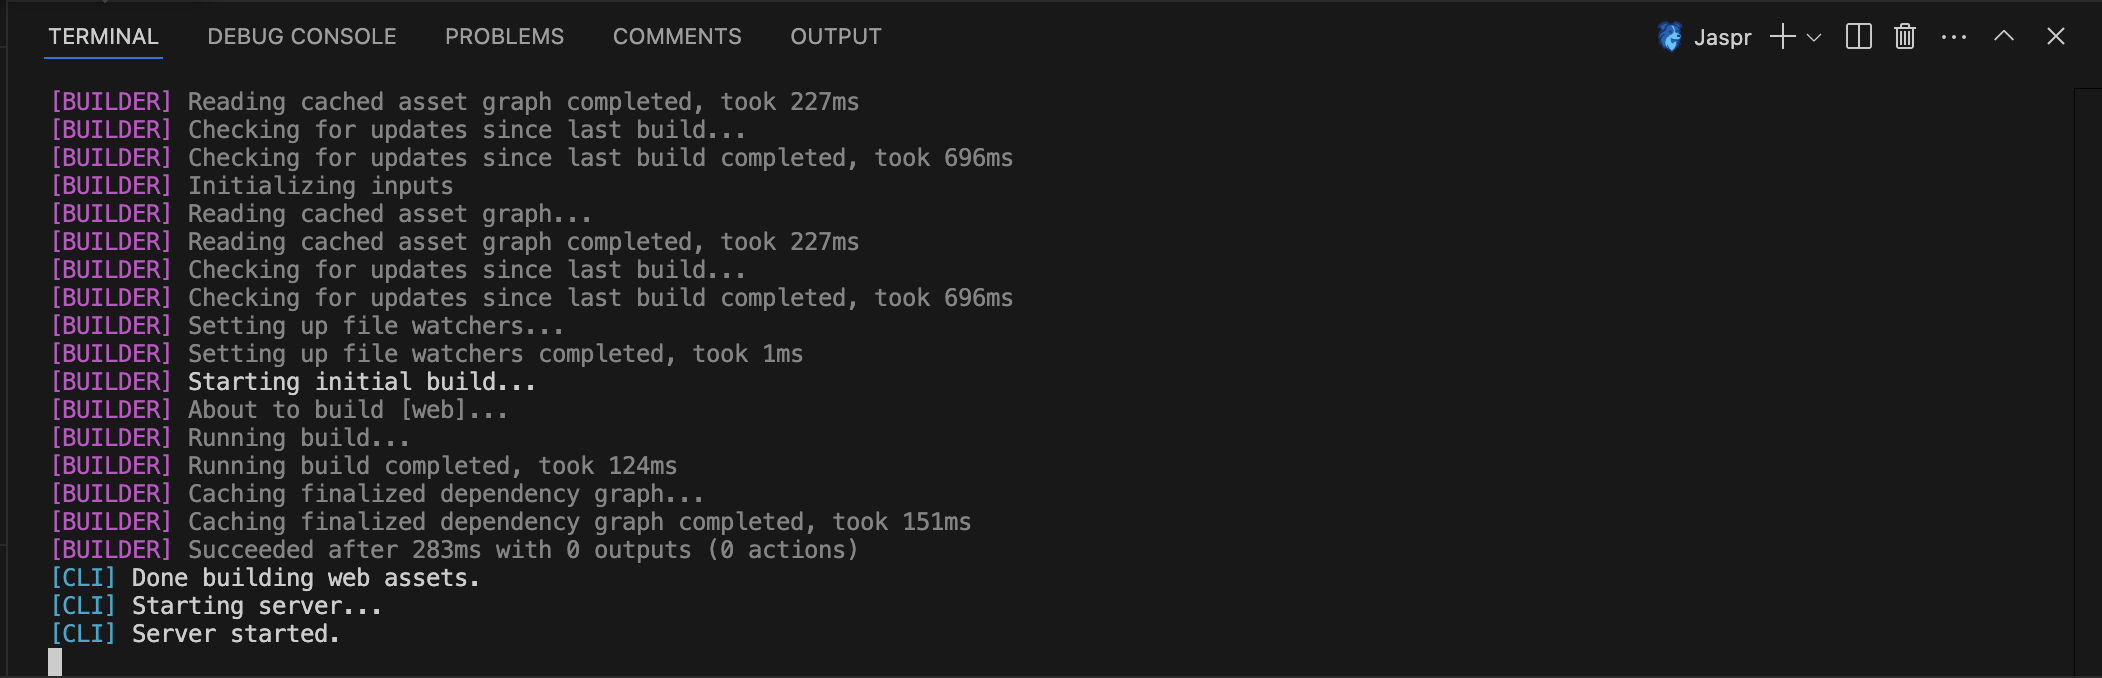 TERMINAL DEBUG CONSOLE PROBLEMS COMMENTS OUTPUT Jaspr
[BUILDER] Reading cached asset graph completed, took 227ms
[BUILDER] Checking for updates since last build...
[BUILDER] Checking for updates since last build completed, took 696ms
[BUILDER] Initializing inputs
[BUILDER] Reading cached asset graph...
[BUILDER] Reading cached asset graph completed, took 227ms
[BUILDER] Checking for updates since last build...
[BUILDER] Checking for updates since last build completed, took 696ms
[BUILDER] Setting up file watchers...
[BUILDER] Setting up file watchers completed, took 1ms
[BUILDER] Starting initial build...
[BUILDER] About to build [web]...
[BUILDER] Running build...
[BUILDER] Running build completed, took 124ms
[BUILDER] Caching finalized dependency graph...
[BUILDER] Caching finalized dependency graph completed, took 151ms
[BUILDER] Succeeded after 283ms with 0 outputs (0 actions)
[CLI] Done building web assets.
[CLI] Starting server...
[CLI] Server started.